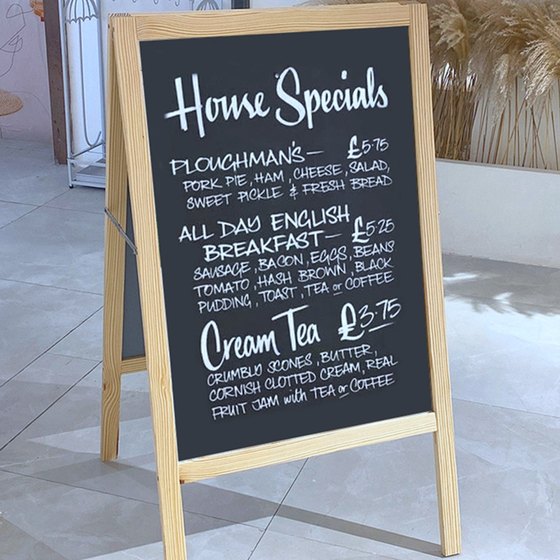 House Specials
PLOUGHMAN'S — £5.75
PORK PIE, HAM, CHEESE, SALAD,
SWEET PICKLE & FRESH BREAD
ALL DAY ENGLISH
BREAKFAST — £5.25
SAUSAGE, BACON, EGGS, BEANS
TOMATO, HASH BROWN, BLACK
PUDDING, TOAST, TEA or COFFEE
Cream Tea £3.75
CRUMBLY SCONES, BUTTER,
CORNISH CLOTTED CREAM, REAL
FRUIT JAM with TEA or COFFEE